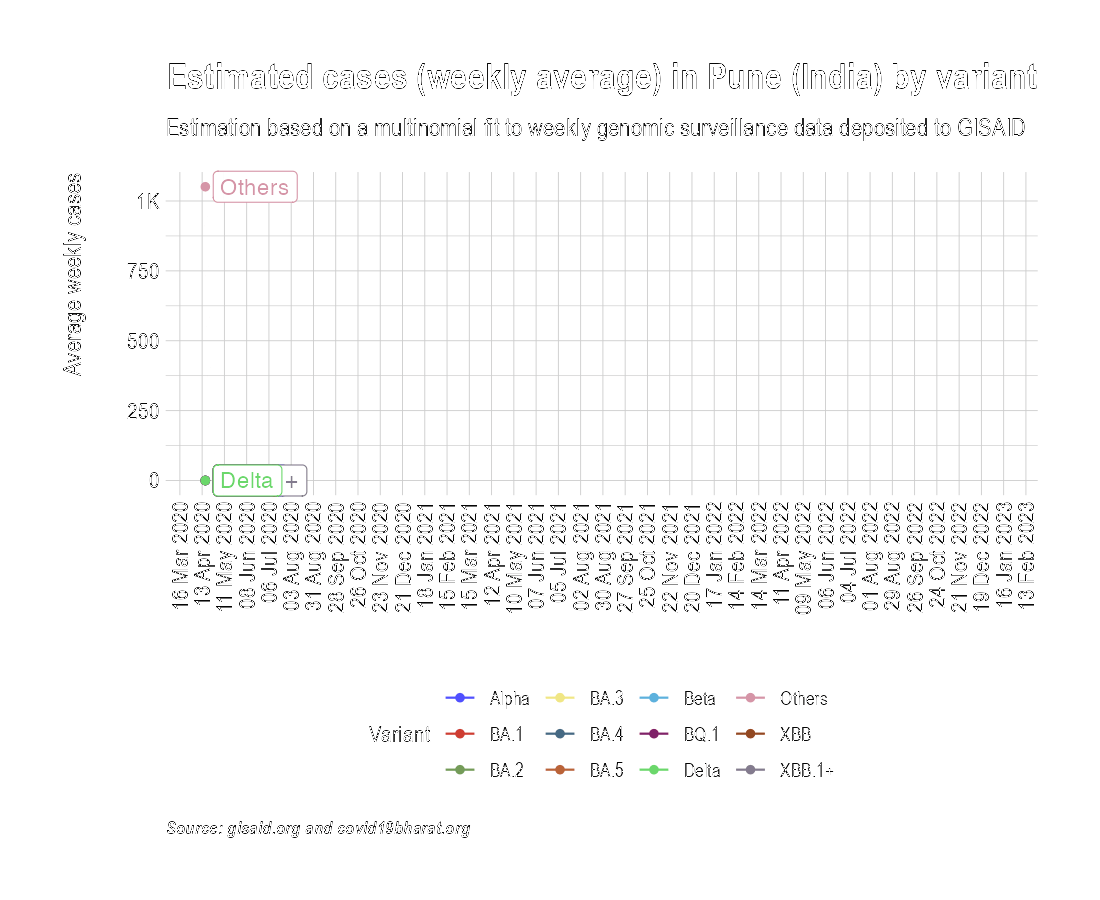 Estimated cases (weekly average) in Pune (India) by variant
Estimation based on a multinomial fit to weekly genomic surveillance data deposited to GISAID
Average weekly cases
1K
750
500
250
0
Others
Delta
+
16 Mar 2020
13 Apr 2020
11 May 2020
08 Jun 2020
06 Jul 2020
03 Aug 2020
31 Aug 2020
28 Sep 2020
26 Oct 2020
23 Nov 2020
21 Dec 2020
18 Jan 2021
15 Feb 2021
15 Mar 2021
12 Apr 2021
10 May 2021
07 Jun 2021
05 Jul 2021
02 Aug 2021
30 Aug 2021
27 Sep 2021
25 Oct 2021
22 Nov 2021
20 Dec 2021
17 Jan 2022
14 Feb 2022
14 Mar 2022
11 Apr 2022
09 May 2022
06 Jun 2022
04 Jul 2022
01 Aug 2022
29 Aug 2022
26 Sep 2022
24 Oct 2022
21 Nov 2022
19 Dec 2022
16 Jan 2023
13 Feb 2023
Variant
Alpha
BA.1
BA.2
BA.3
BA.4
BA.5
Beta
BQ.1
Delta
Others
XBB
XBB.1+
Source: gisaid.org and covid19bharat.org